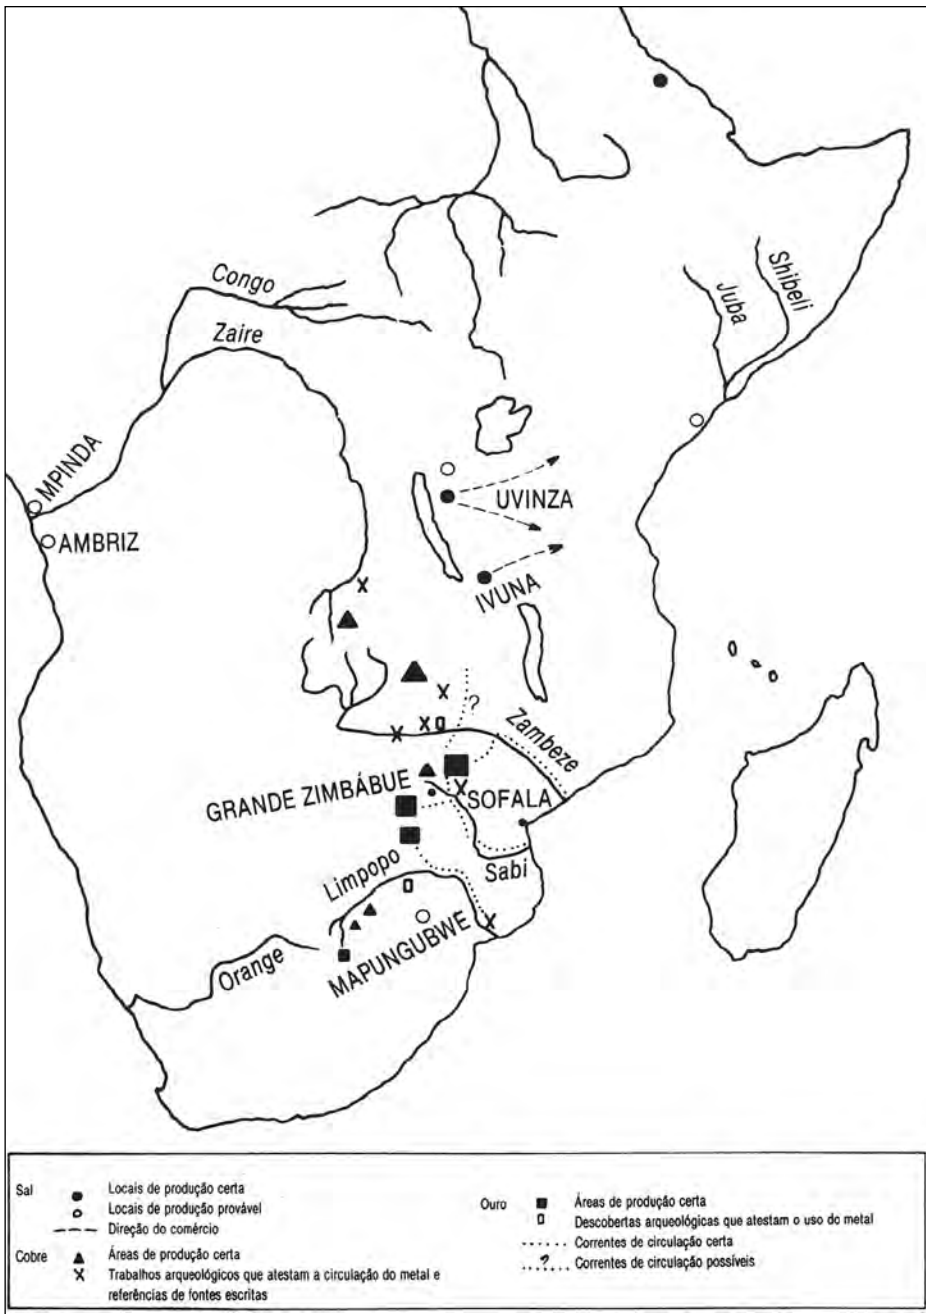 Congo
Zaire
Juba
Shibeli
MPINDA
AMBRIZ
UVINZA
IVUNA
?
Zambeze
GRANDE ZIMBÁBUE
SOFALA
Sabi
Limpopo
MAPUNGUBWE
Orange
Sal
Locais de produção certa
Locais de produção provável
Direção do comércio
Cobre
Áreas de produção certa
Trabalhos arqueológicos que atestam a circulação do metal e
referências de fontes escritas
Ouro
Áreas de produção certa
Descobertas arqueológicas que atestam o uso do metal
Correntes de circulação certa
? Correntes de circulação possíveis